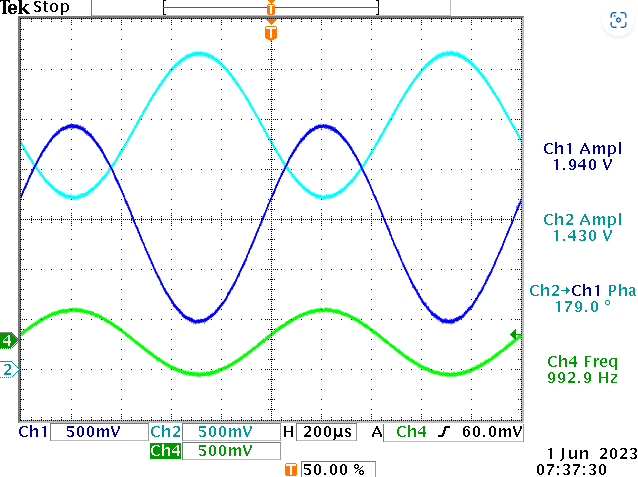 Tek Stop
T
T
Ch1 Ampl
1.940 V
Ch2 Ampl
1.430 V
Ch2→Ch1 Pha
179.0 °
4
Ch4 Freq
992.9 Hz
2
Ch1 500mV Ch2 500mV H 200µs A Ch4 ʃ 60.0mV
Ch4 500mV
T 50.00 %
1 Jun 2023
07:37:30